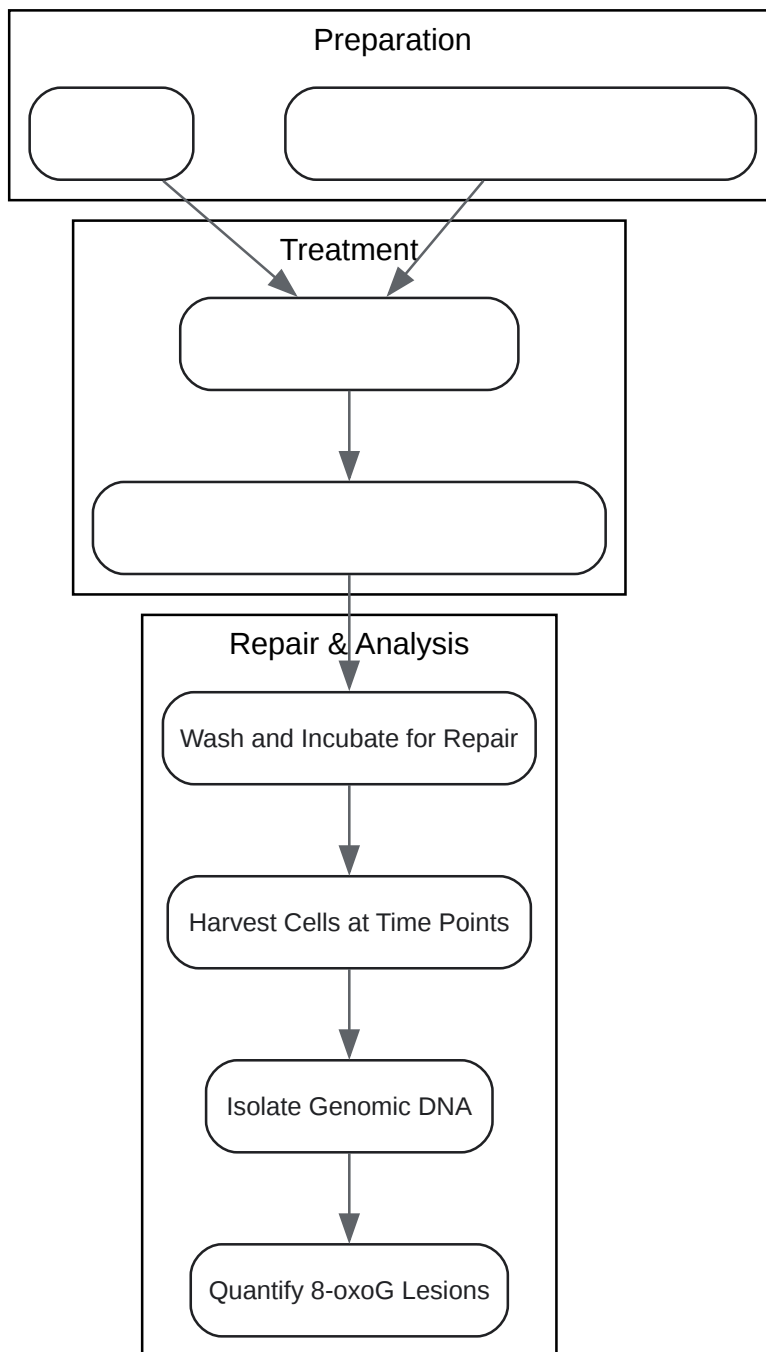 Preparation
Treatment
Repair & Analysis
Wash and Incubate for Repair
Harvest Cells at Time Points
Isolate Genomic DNA
Quantify 8-oxoG Lesions